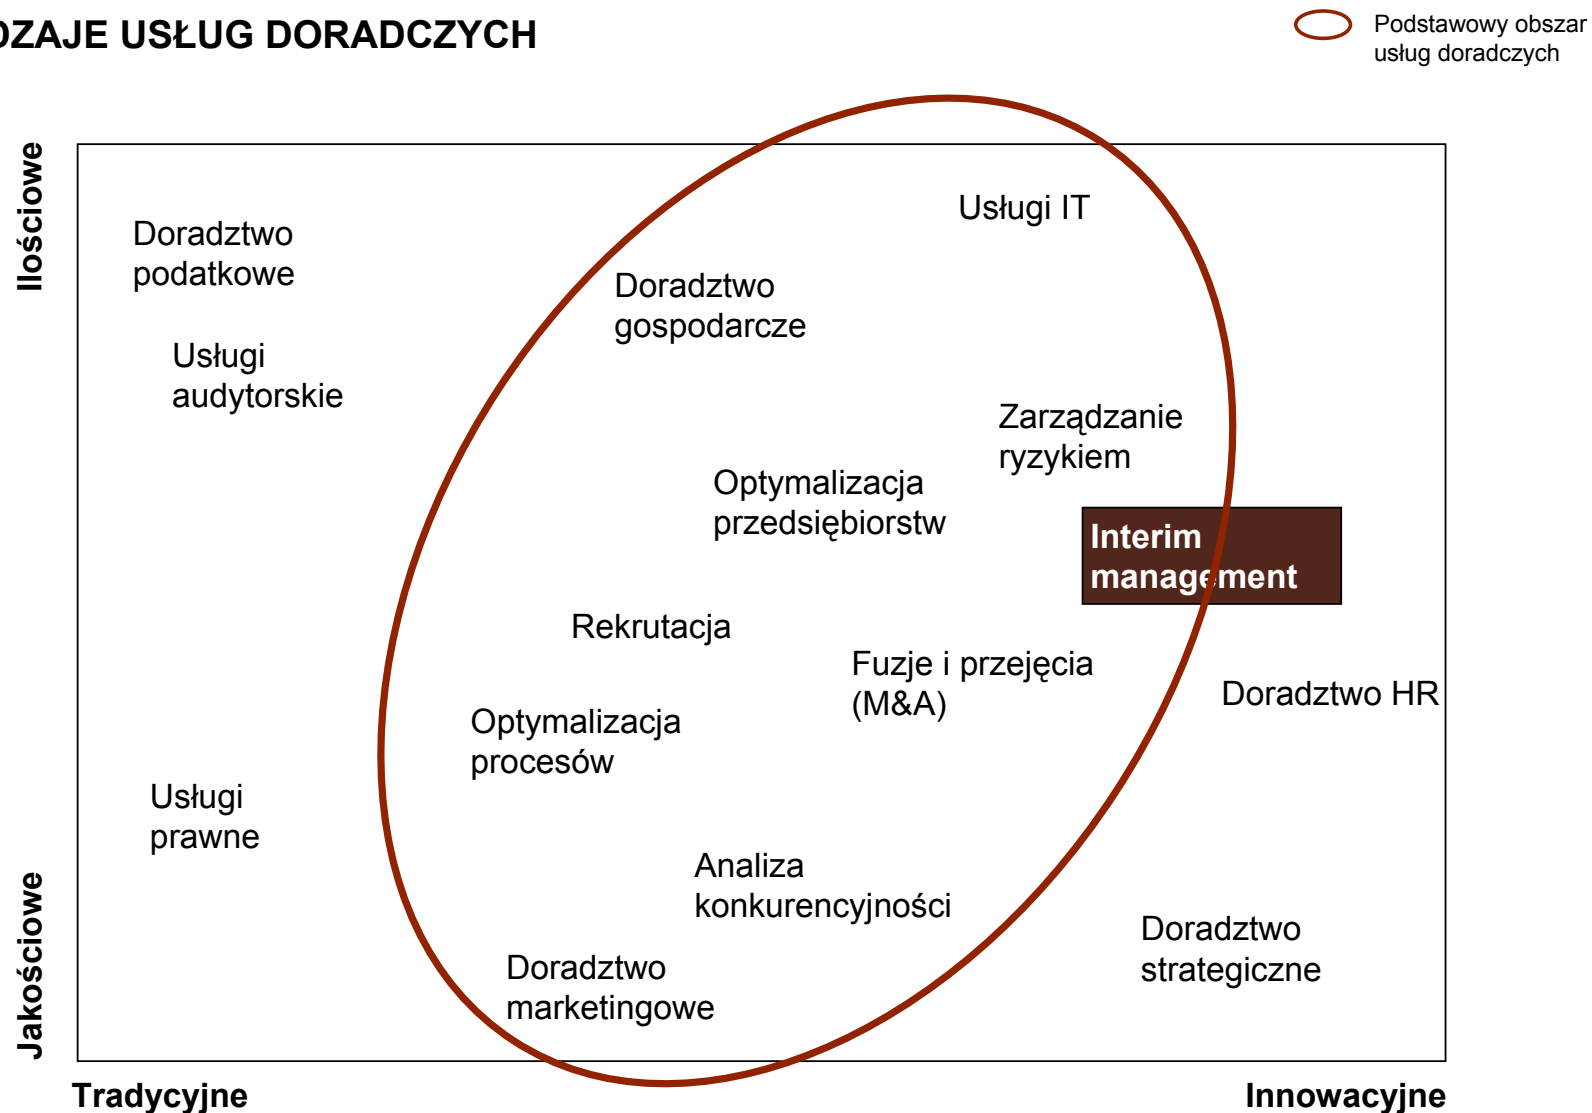 DZAJE USŁUG DORADCZYCH
Podstawowy obszar
usług doradczych
Ilościowe
Jakościowe
Doradztwo
podatkowe
Usługi
audytorskie
Usługi
prawne
Usługi IT
Doradztwo
gospodarcze
Zarządzanie
ryzykiem
Optymalizacja
przedsiębiorstw
Interim
management
Rekrutacja
Fuzje i przejęcia
(M&A)
Doradztwo HR
Optymalizacja
procesów
Analiza
konkurencyjności
Doradztwo
strategiczne
Doradztwo
marketingowe
Tradycyjne
Innowacyjne